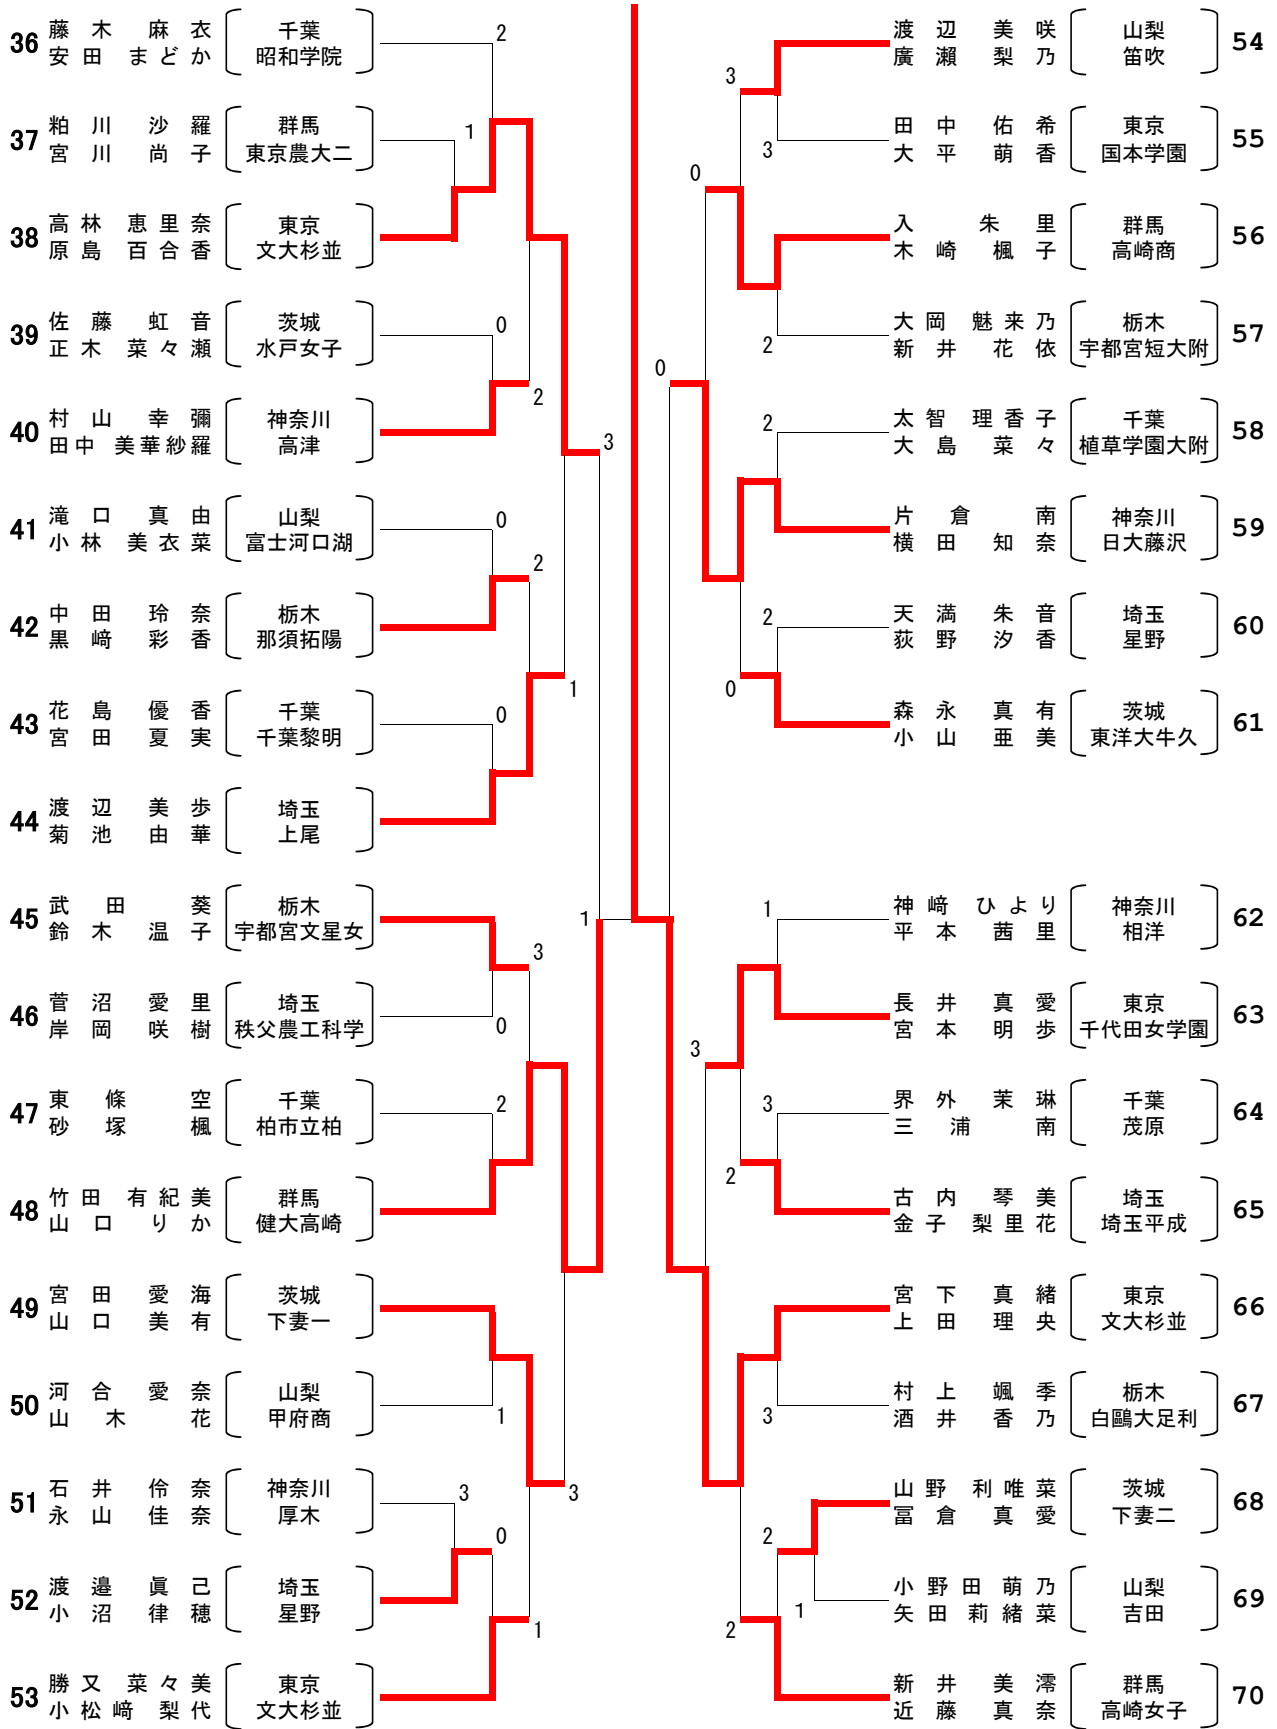 36 藤木麻衣 千葉
安田まどか 昭和学院
2
37 粕川沙羅 群馬
宮川尚子 東京農大二
1
38 高林恵里奈 東京
原島百合香 文大杉並
39 佐藤虹音 茨城
正木菜々瀬 水戸女子
0
40 村山幸彌 神奈川
田中美華紗羅 高津
2
3
41 滝口真由 山梨
小林美衣菜 富士河口湖
0
2
42 中田玲奈 栃木
黒﨑彩香 那須拓陽
43 花島優香 千葉
宮田夏実 千葉黎明
0
1
44 渡辺美歩 埼玉
菊池由華 上尾
45 武田葵 栃木
鈴木温子 宇都宮文星女
1
3
46 菅沼愛里 埼玉
岸岡咲樹 秩父農工科学
0
47 東條空 千葉
砂塚楓 柏市立柏
2
48 竹田有紀美 群馬
山口りか 健大高崎
49 宮田愛海 茨城
山口美有 下妻一
50 河合愛奈 山梨
山木花 甲府商
1
51 石井伶奈 神奈川
永山佳奈 厚木
3
3
0
52 渡邉眞己 埼玉
小沼律穂 星野
1
53 勝又菜々美 東京
小松﨑梨代 文大杉並
渡辺美咲 山梨 54
廣瀬梨乃 笛吹
3
田中佑希 東京 55
大平萌香 国本学園
3
0
入朱里 群馬 56
木崎楓子 高崎商
大岡魅来乃 栃木 57
新井花依 宇都宮短大附
2
0
太智理香子 千葉 58
大島菜々 植草学園大附
2
片倉南 神奈川 59
横田知奈 日大藤沢
天満朱音 埼玉 60
荻野汐香 星野
2
0
森永真有 茨城 61
小山亜美 東洋大牛久
神﨑ひより 神奈川 62
平本茜里 相洋
1
長井真愛 東京 63
宮本明歩 千代田女学園
3
界外茉琳 千葉 64
三浦南 茂原
3
2
古内琴美 埼玉 65
金子梨里花 埼玉平成
宮下真緒 東京 66
上田理央 文大杉並
村上颯季 栃木 67
酒井香乃 白鷗大足利
3
山野利唯菜 茨城 68
冨倉真愛 下妻二
2
小野田萌乃 山梨 69
矢田莉緒菜 吉田
1
2
新井美澪 群馬 70
近藤真奈 高崎女子